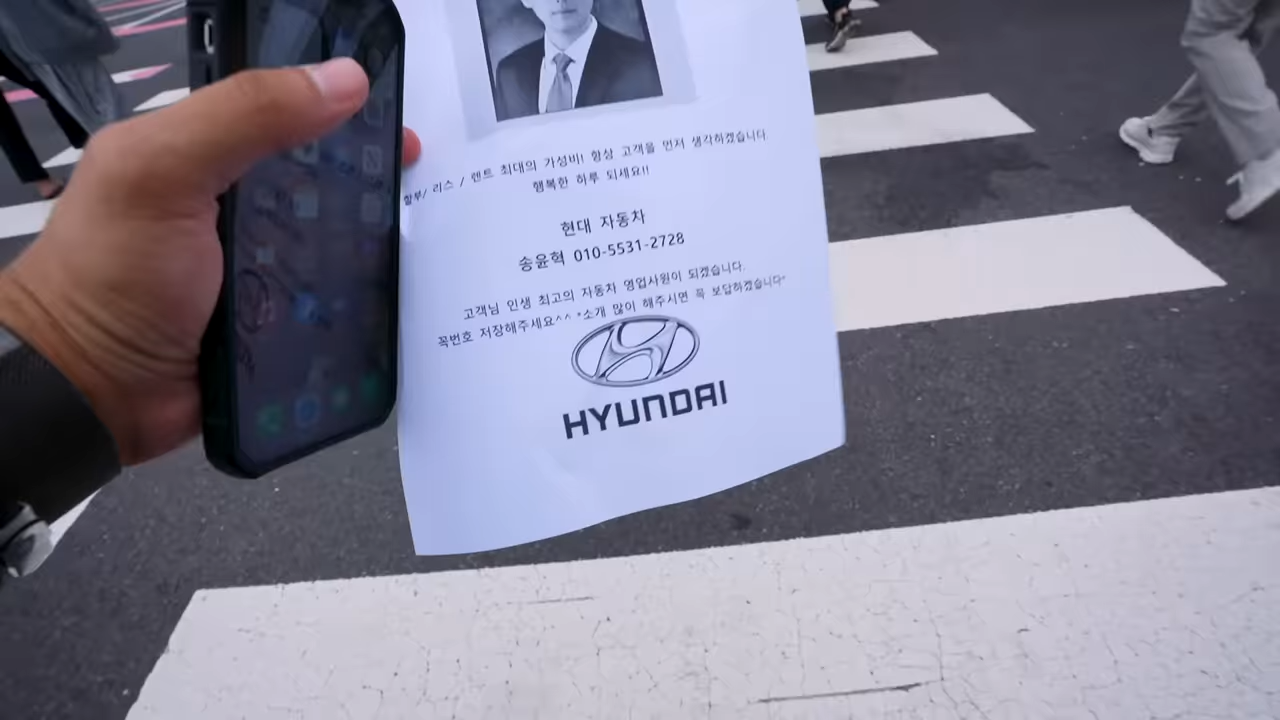 할부/ 리스 / 렌트 최대의 가성비! 항상 고객을 먼저 생각하겠습니다
행복한 하루 되세요!!
현대 자동차
송윤혁 010-5531-2728
고객님 인생 최고의 자동차 영업사원이 되겠습니다.
꼭번호 저장해주세요^^ *소개 많이 해주시면 꼭 보답하겠습니다*
HYUNDAI